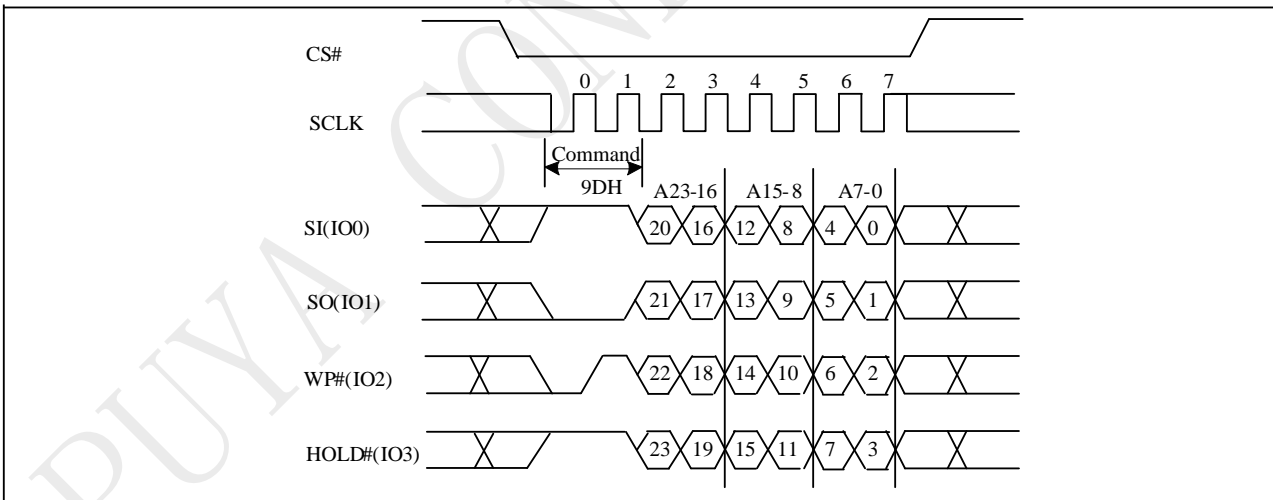 PUYA CON
CS#
0 1 2 3 4 5 6 7
SCLK
Command
9DH
A23-16 A15-8 A7-0
SI(IO0)
20 16 12 8 4 0
SO(IO1)
21 17 13 9 5 1
WP#(IO2)
22 18 14 10 6 2
HOLD#(IO3)
23 19 15 11 7 3